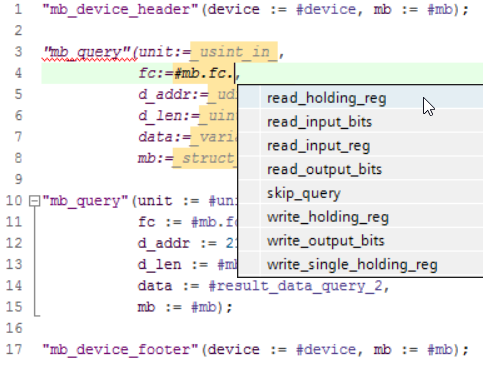 1 "mb_device_header"(device := #device, mb := #mb);
2
3 "mb_query"(unit:=_usint_in_,
4 fc:=#mb.fc.,
5 d_addr:=_udi
6 d_len:=_uin
7 data:=_vari
8 mb:=_struct_
9
10 "mb_query"(unit := #uni
11 fc := #mb.f
12 d_addr := 2
13 d_len := #m
14 data := #result_data_query_2,
15 mb := #mb);
16
17 "mb_device_footer"(device := #device, mb := #mb);
read_holding_reg
read_input_bits
read_input_reg
read_output_bits
skip_query
write_holding_reg
write_output_bits
write_single_holding_reg